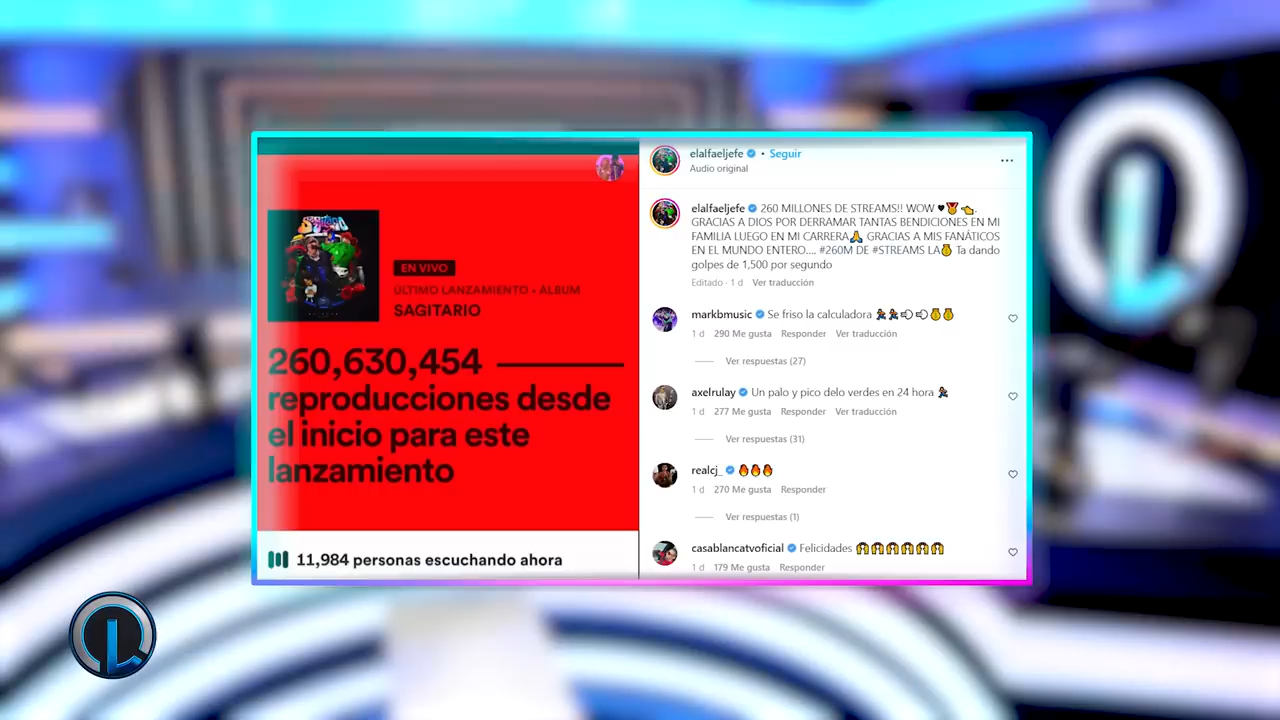 EN VIVO
ÚLTIMO LANZAMIENTO • ÁLBUM
SAGITARIO
260,630,454
reproducciones desde
el inicio para este
lanzamiento
11,984 personas escuchando ahora
elalfaeljefe • Seguir
Audio original
elalfaeljefe 260 MILLONES DE STREAMS!! WOW ♥️🏅👈.
GRACIAS A DIOS POR DERRAMAR TANTAS BENDICIONES EN MI
FAMILIA LUEGO EN MI CARRERA🙏 GRACIAS A MIS FANÁTICOS
EN EL MUNDO ENTERO.... #260M DE #STREAMS LA🥇 Ta dando
golpes de 1,500 por segundo
Editado · 1 d Ver traducción
markbmusic Se friso la calculadora 🏃🏃💨💨🥇🥇
1 d 290 Me gusta Responder Ver traducción
Ver respuestas (27)
axelrulay Un palo y pico delo verdes en 24 hora 🏃
1 d 277 Me gusta Responder Ver traducción
Ver respuestas (31)
realcj_ 🔥🔥🔥
1 d 270 Me gusta Responder
Ver respuestas (1)
casablancatvoficial Felicidades 🙌🙌🙌🙌🙌🙌
1 d 179 Me gusta Responder